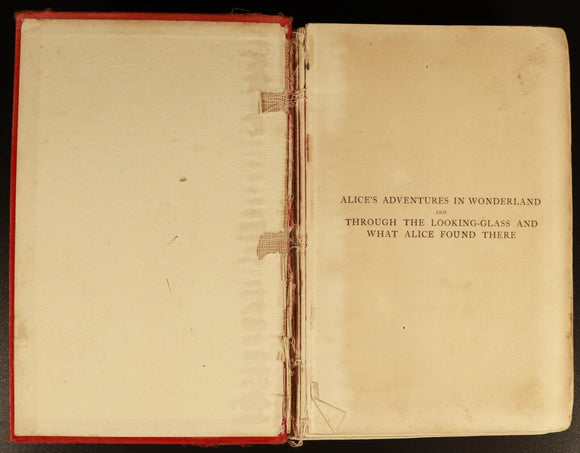 ALICE'S ADVENTURES IN WONDERLAND
AND
THROUGH THE LOOKING-GLASS AND
WHAT ALICE FOUND THERE